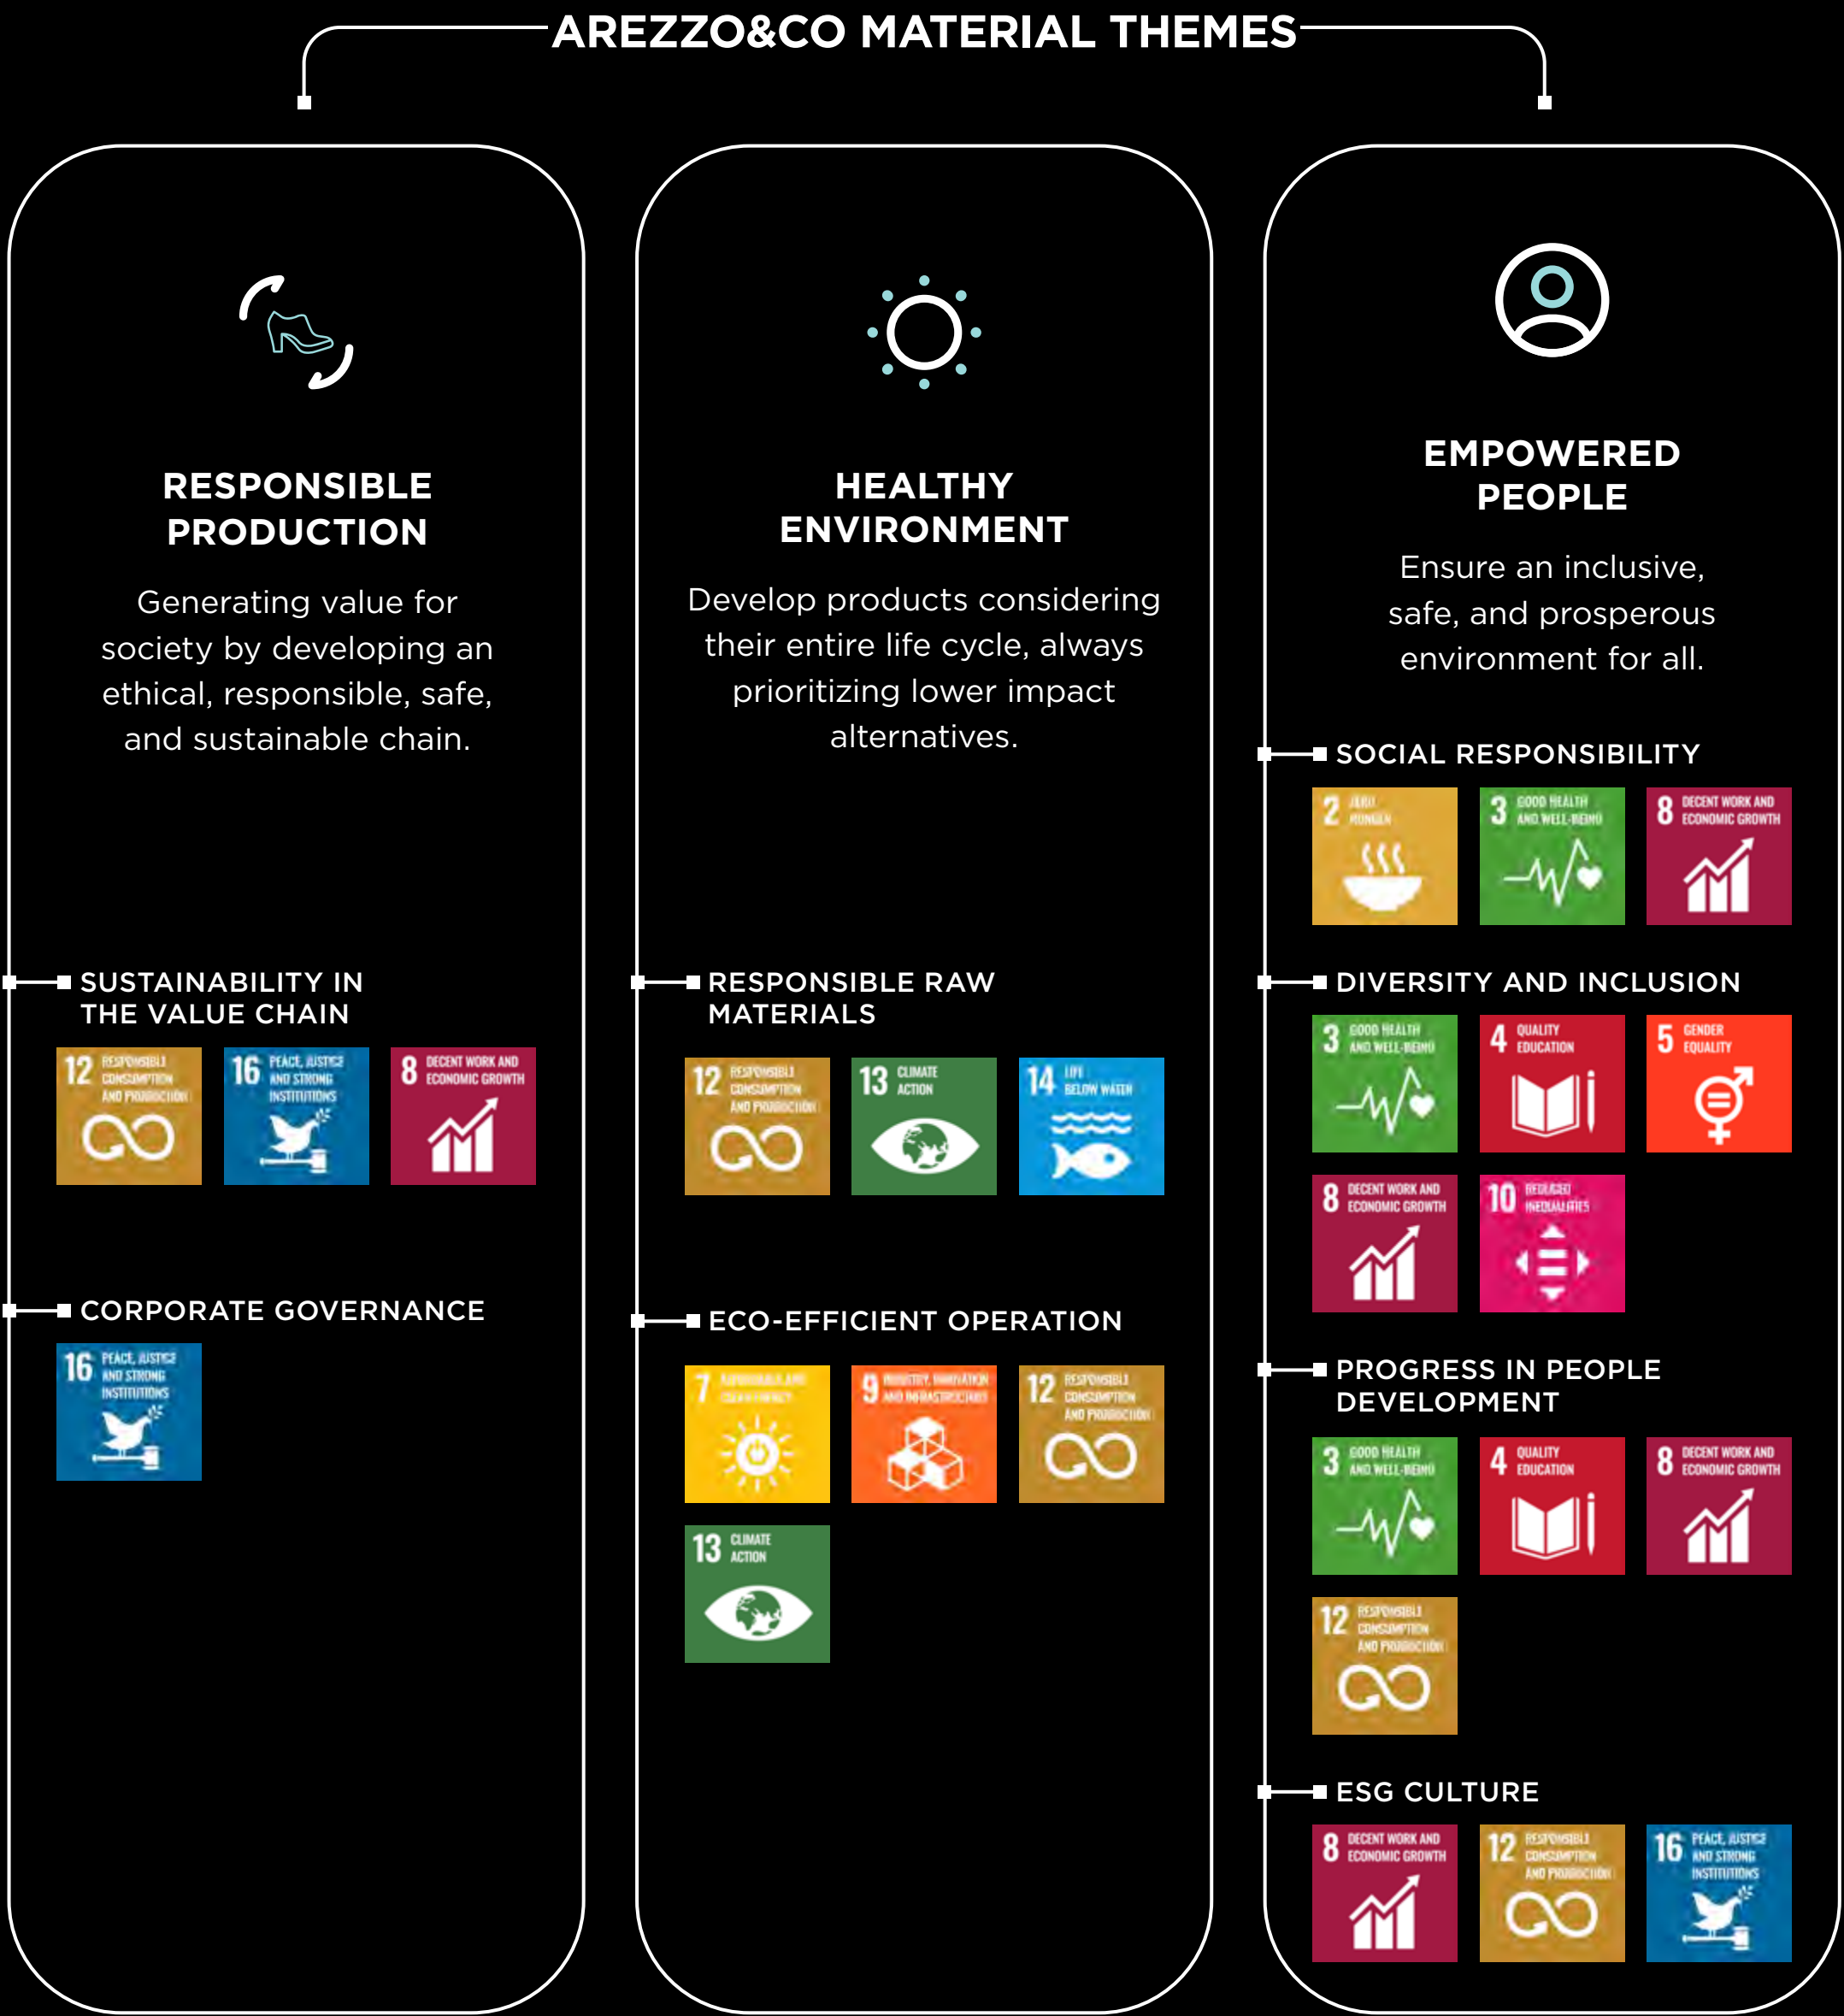 AREZZO&CO MATERIAL THEMES
RESPONSIBLE
PRODUCTION
Generating value for
society by developing an
ethical, responsible, safe,
and sustainable chain.
SUSTAINABILITY IN
THE VALUE CHAIN
12 RESPONSIBLE
CONSUMPTION
AND PRODUCTION
16 PEACE, JUSTICE
AND STRONG
INSTITUTIONS
8 DECENT WORK AND
ECONOMIC GROWTH
CORPORATE GOVERNANCE
16 PEACE, JUSTICE
AND STRONG
INSTITUTIONS
HEALTHY
ENVIRONMENT
Develop products considering
their entire life cycle, always
prioritizing lower impact
alternatives.
RESPONSIBLE RAW
MATERIALS
12 RESPONSIBLE
CONSUMPTION
AND PRODUCTION
13 CLIMATE
ACTION
14 LIFE
BELOW WATER
ECO-EFFICIENT OPERATION
7 AFFORDABLE AND
CLEAN ENERGY
9 INDUSTRY, INNOVATION
AND INFRASTRUCTURE
12 RESPONSIBLE
CONSUMPTION
AND PRODUCTION
13 CLIMATE
ACTION
EMPOWERED
PEOPLE
Ensure an inclusive,
safe, and prosperous
environment for all.
SOCIAL RESPONSIBILITY
2 ZERO
HUNGER
3 GOOD HEALTH
AND WELL-BEING
8 DECENT WORK AND
ECONOMIC GROWTH
DIVERSITY AND INCLUSION
3 GOOD HEALTH
AND WELL-BEING
4 QUALITY
EDUCATION
5 GENDER
EQUALITY
8 DECENT WORK AND
ECONOMIC GROWTH
10 REDUCED
INEQUALITIES
PROGRESS IN PEOPLE
DEVELOPMENT
3 GOOD HEALTH
AND WELL-BEING
4 QUALITY
EDUCATION
8 DECENT WORK AND
ECONOMIC GROWTH
12 RESPONSIBLE
CONSUMPTION
AND PRODUCTION
ESG CULTURE
8 DECENT WORK AND
ECONOMIC GROWTH
12 RESPONSIBLE
CONSUMPTION
AND PRODUCTION
16 PEACE, JUSTICE
AND STRONG
INSTITUTIONS